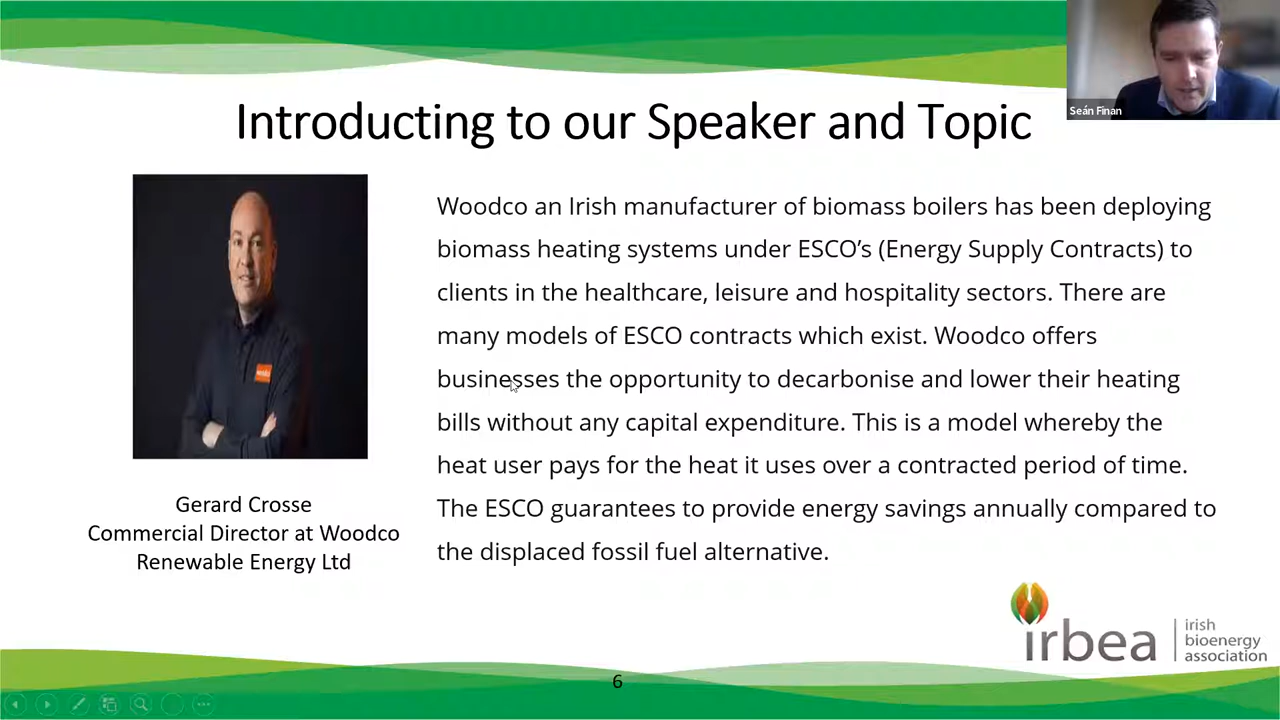 Seán Finan
Introducting to our Speaker and Topic
Woodco an Irish manufacturer of biomass boilers has been deploying
biomass heating systems under ESCO’s (Energy Supply Contracts) to
clients in the healthcare, leisure and hospitality sectors. There are
many models of ESCO contracts which exist. Woodco offers
businesses the opportunity to decarbonise and lower their heating
bills without any capital expenditure. This is a model whereby the
heat user pays for the heat it uses over a contracted period of time.
The ESCO guarantees to provide energy savings annually compared to
the displaced fossil fuel alternative.
Gerard Crosse
Commercial Director at Woodco
Renewable Energy Ltd
irbea
irish
bioenergy
association
6